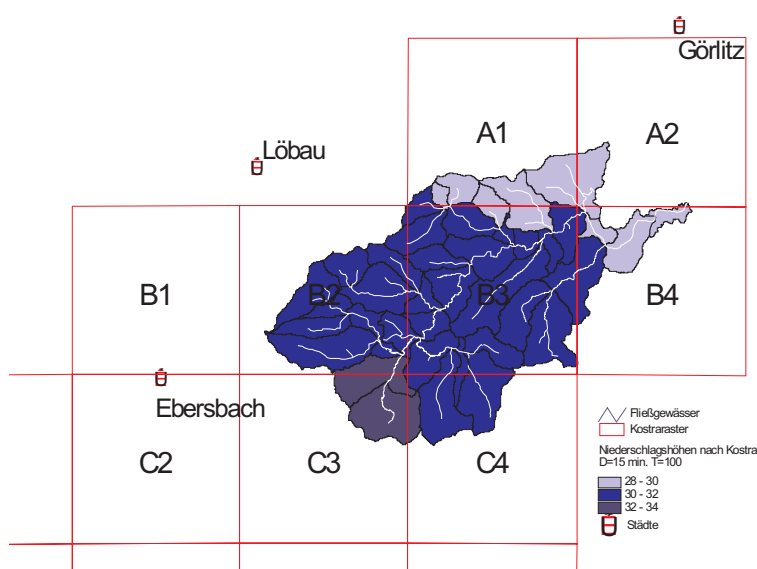 Görlitz
A1
A2
Löbau
B1
B2
B3
B4
Ebersbach
C2
C3
C4
Fließgewässer
Kostraraster
Niederschlagshöhen nach Kostra
D=15 min. T=100
28 - 30
30 - 32
32 - 34
Städte